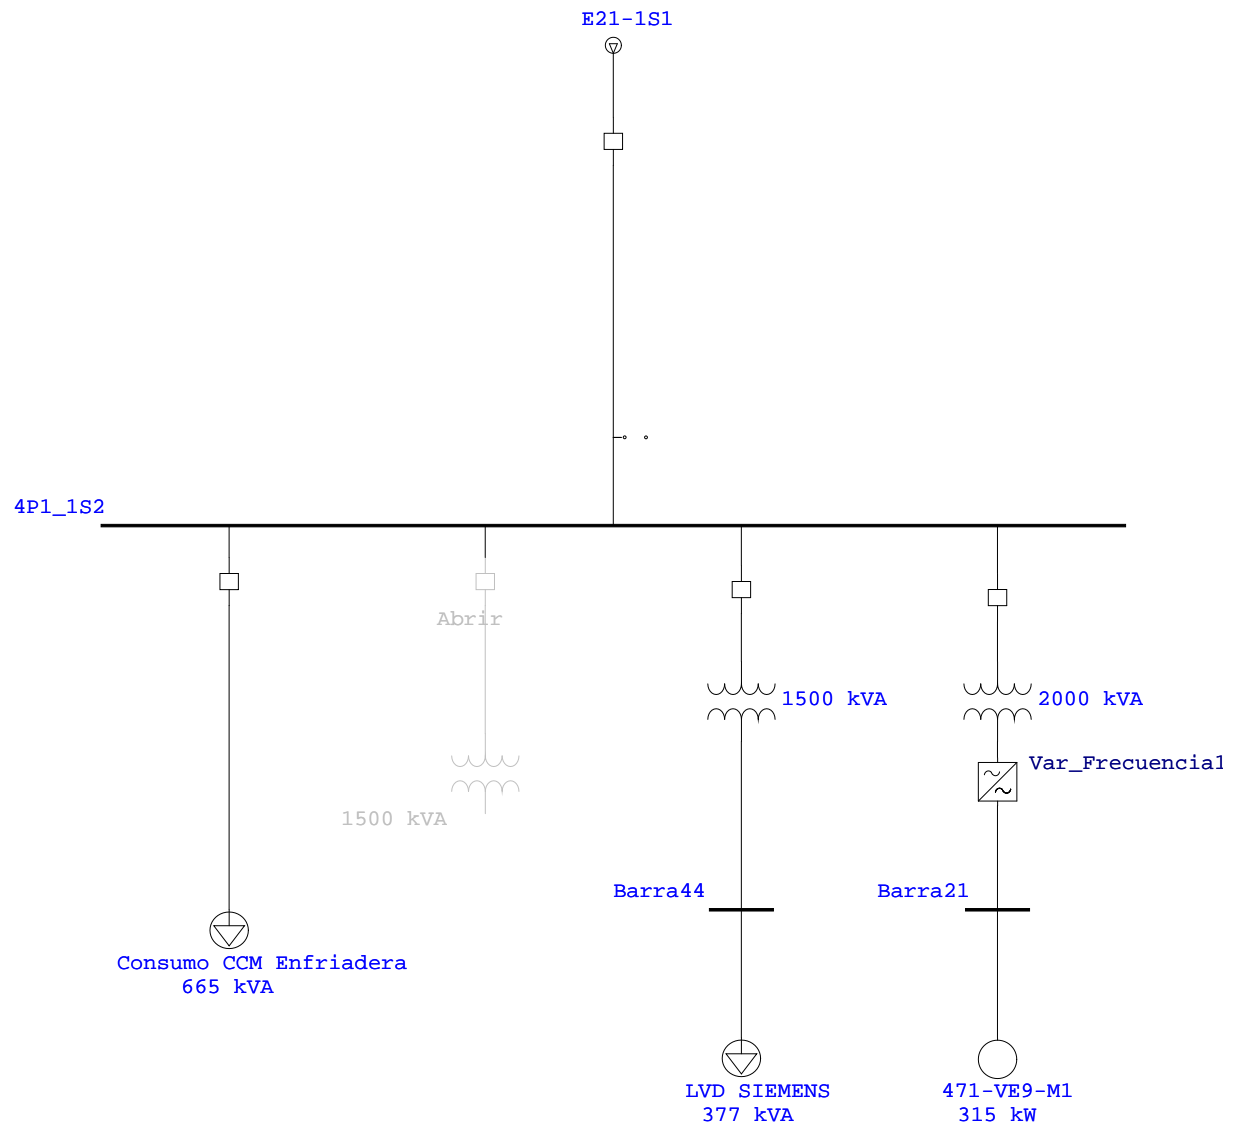 E21-1S1
4P1_1S2
Abrir
1500 kVA
2000 kVA
Var_Frecuencia1
1500 kVA
Barra44
Barra21
Consumo CCM Enfriadera
665 kVA
LVD SIEMENS
377 kVA
471-VE9-M1
315 kW